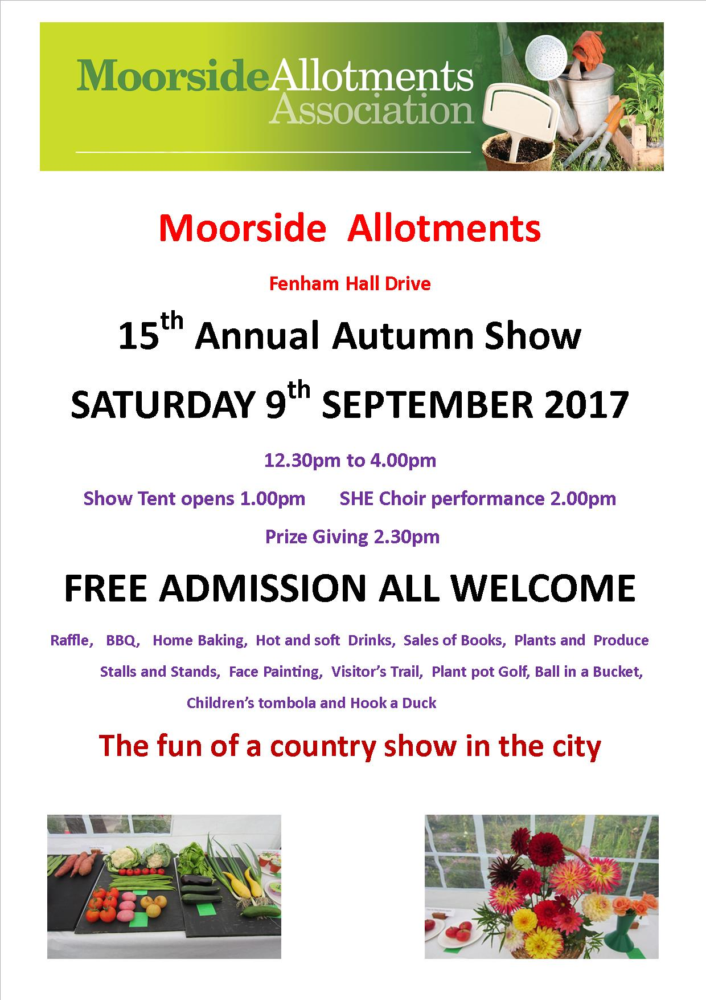 MoorsideAllotments
Association
Moorside Allotments
Fenham Hall Drive
15th Annual Autumn Show
SATURDAY 9th SEPTEMBER 2017
12.30pm to 4.00pm
Show Tent opens 1.00pm SHE Choir performance 2.00pm
Prize Giving 2.30pm
FREE ADMISSION ALL WELCOME
Raffle, BBQ, Home Baking, Hot and soft Drinks, Sales of Books, Plants and Produce
Stalls and Stands, Face Painting, Visitor’s Trail, Plant pot Golf, Ball in a Bucket,
Children’s tombola and Hook a Duck
The fun of a country show in the city